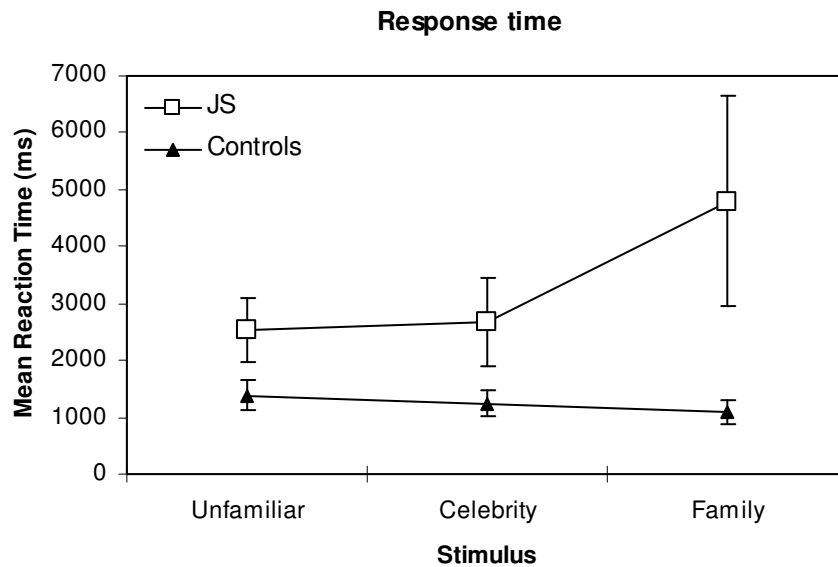 Response time
7000
6000
5000
4000
3000
2000
1000
0
Mean Reaction Time (ms)
JS
Controls
Unfamiliar Celebrity Family
Stimulus